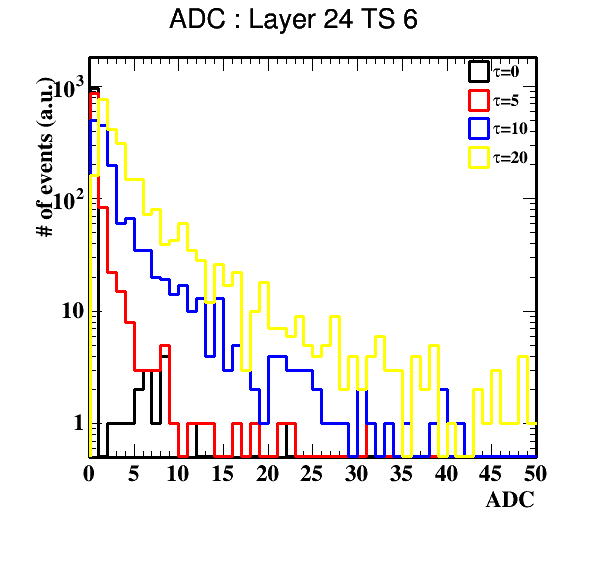 ADC : Layer 24 TS 6
# of events (a.u.)
10³
10²
10
1
τ=0
τ=5
τ=10
τ=20
0 5 10 15 20 25 30 35 40 45 50
ADC